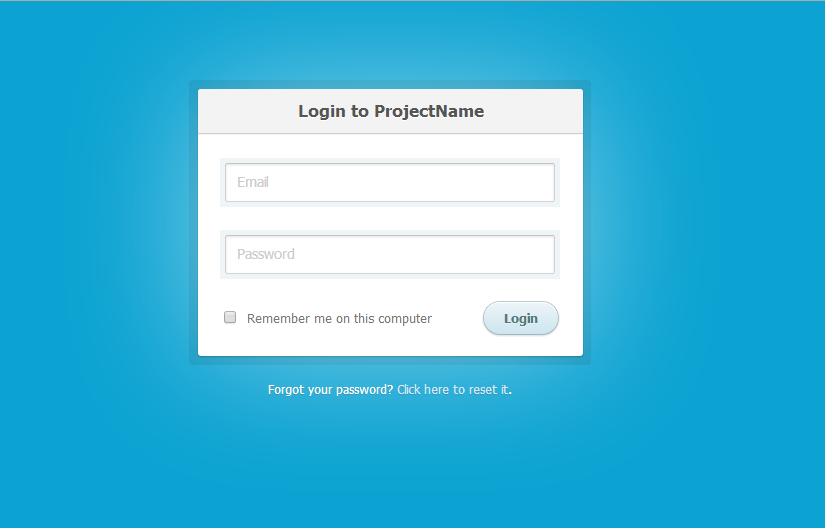 Login to ProjectName
Email
Password
Remember me on this computer
Login
Forgot your password? Click here to reset it.